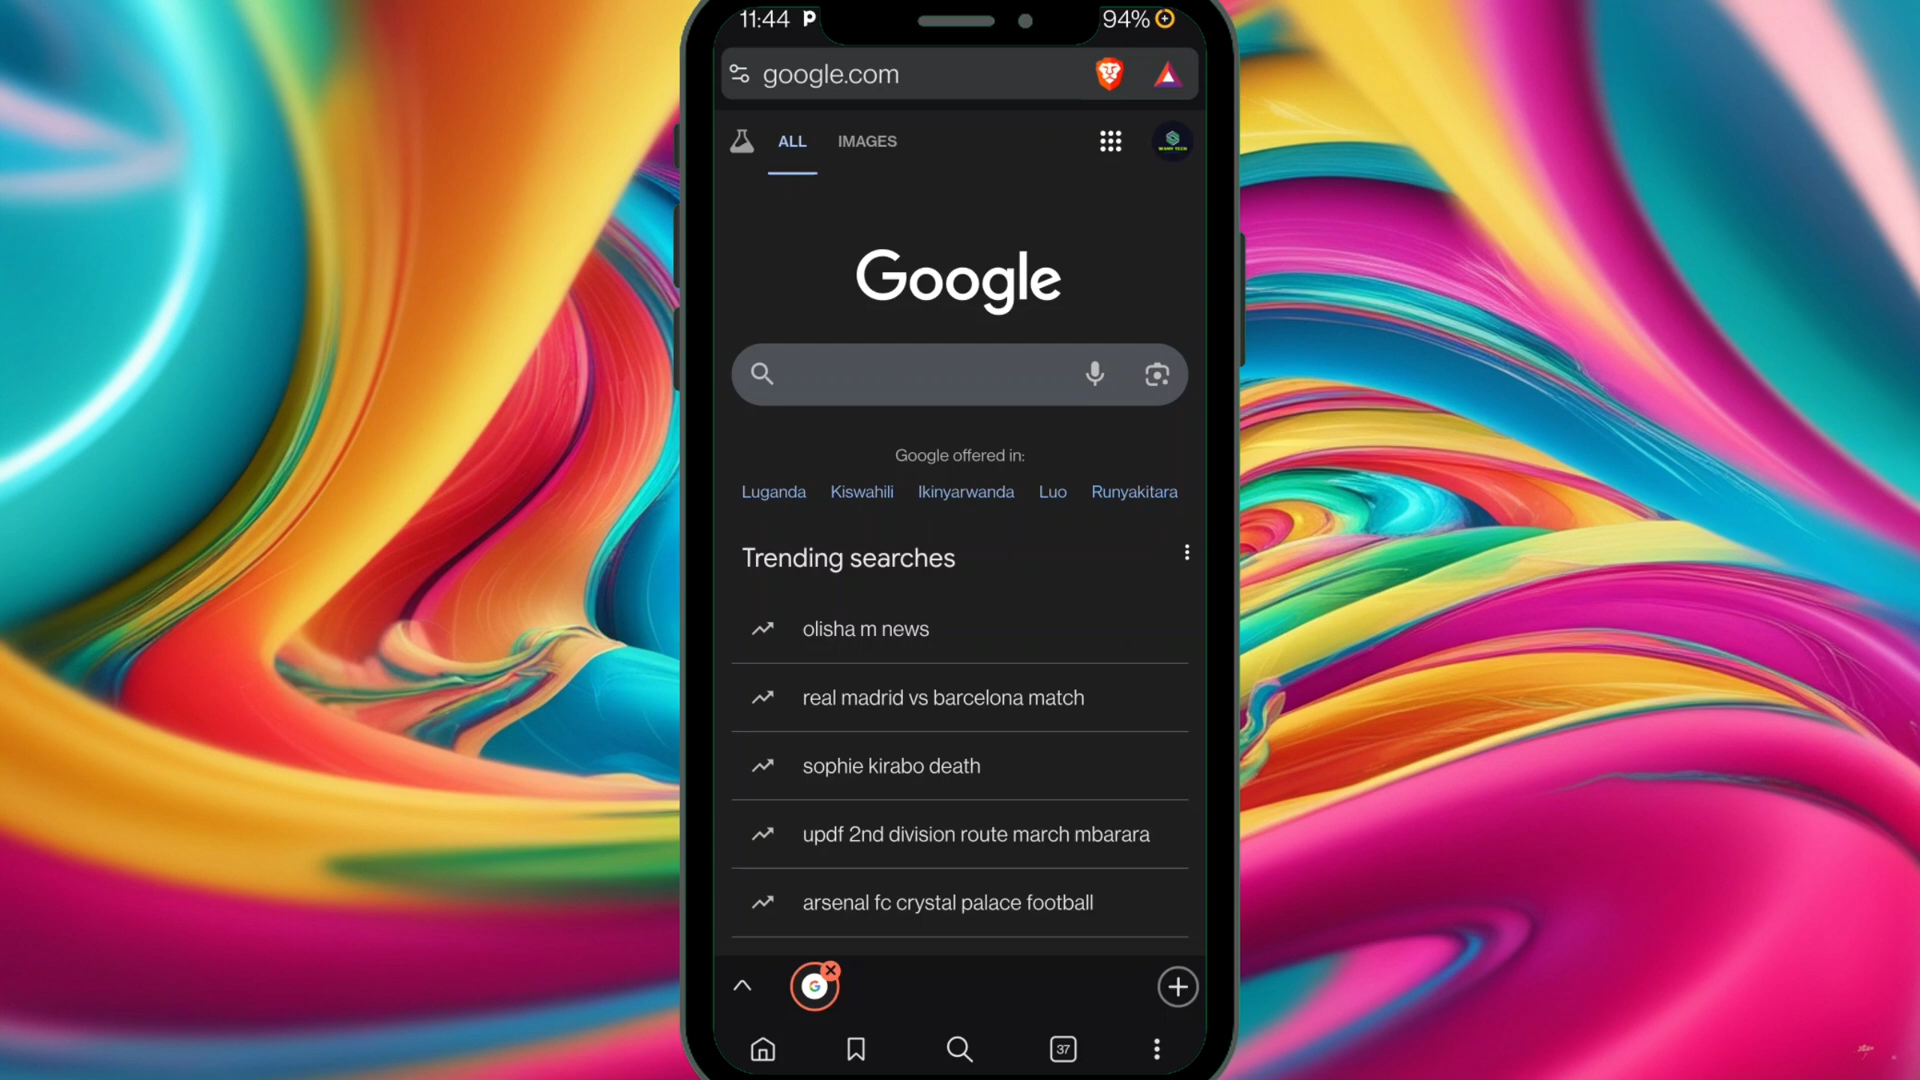 11:44 94%
google.com
ALL IMAGES
Google
Google offered in:
Luganda Kiswahili Ikinyarwanda Luo Runyakitara
Trending searches
olisha m news
real madrid vs barcelona match
sophie kirabo death
updf 2nd division route march mbarara
arsenal fc crystal palace football
37